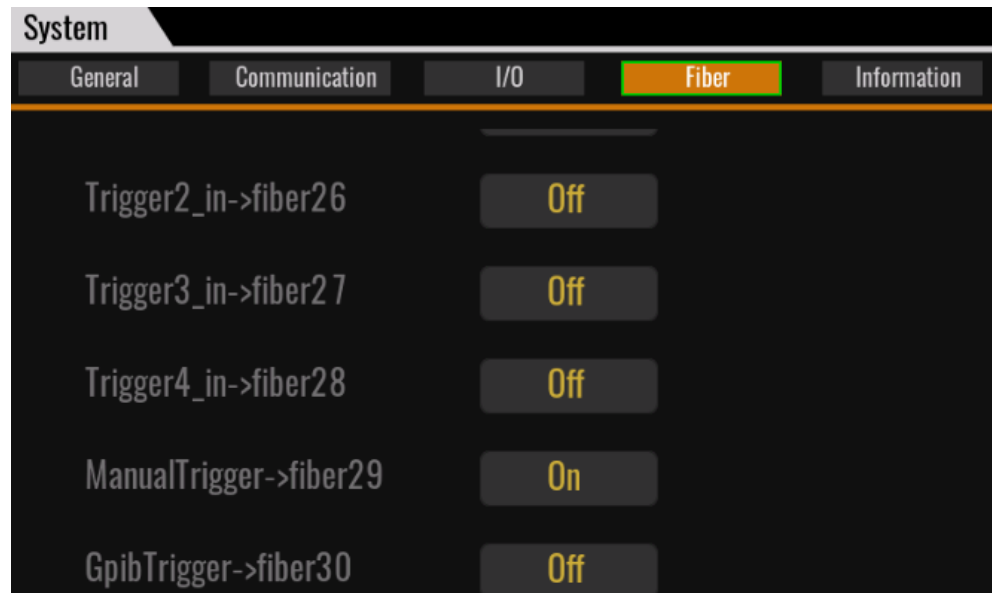 System
General Communication I/O Fiber Information
Trigger2_in->fiber26 Off
Trigger3_in->fiber27 Off
Trigger4_in->fiber28 Off
ManualTrigger->fiber29 On
GpibTrigger->fiber30 Off